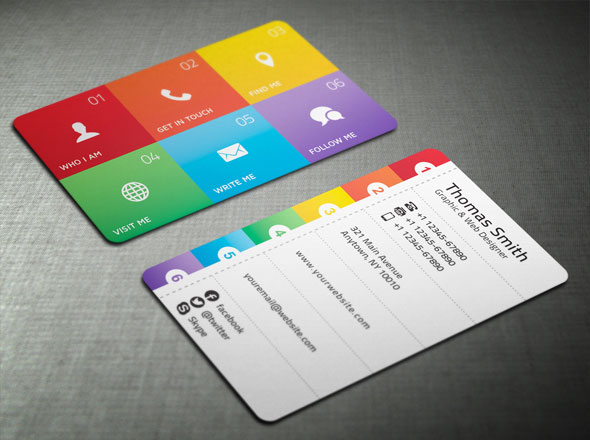 01
WHO I AM
02
GET IN TOUCH
03
FIND ME
04
VISIT ME
05
WRITE ME
06
FOLLOW ME
1
Thomas Smith
Graphic & Web Designer
2
+1 12345-67890
+1 12345-67890
+1 12345-67890
3
321 Main Avenue
Anytown, NY 10010
4
www.yourwebsite.com
5
youremail@website.com
6
facebook
@twitter
Skype